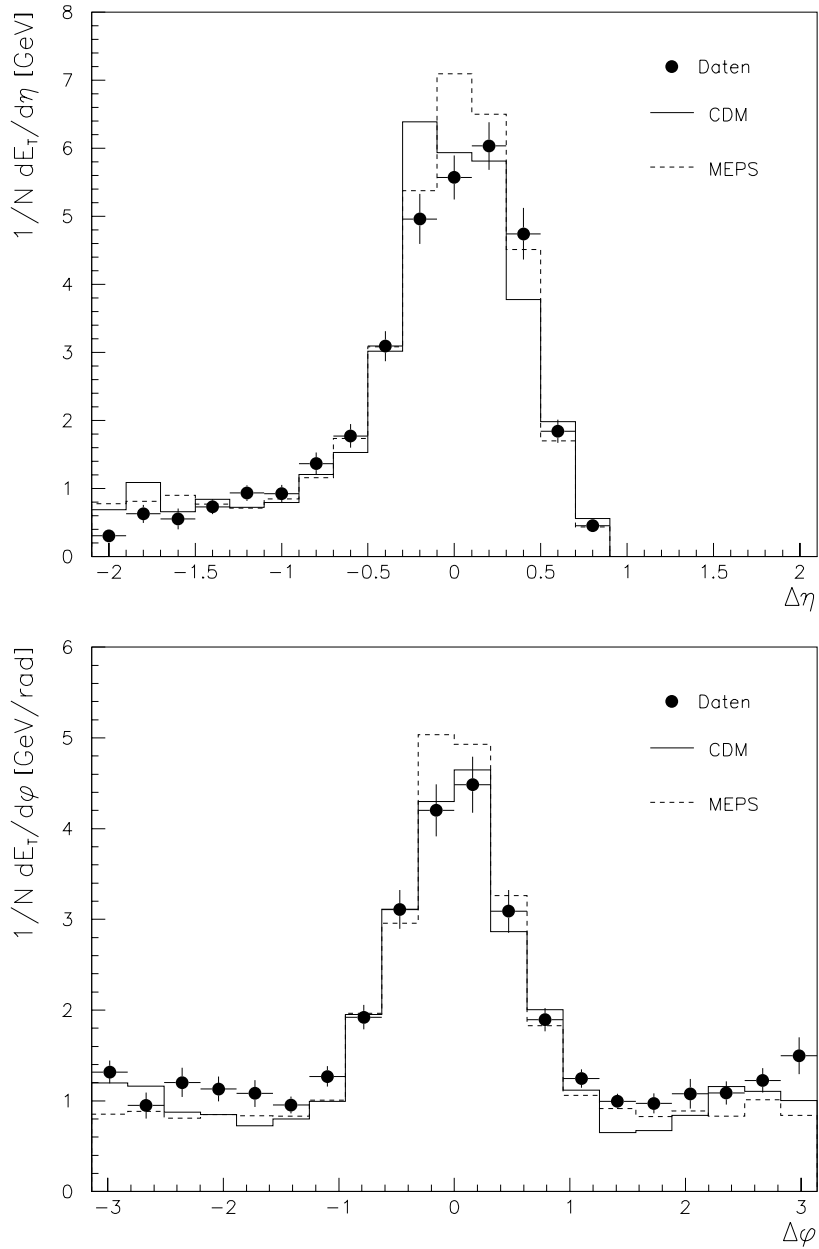 1/N dE_T/dη [GeV]
8
7
6
5
4
3
2
1
0
Daten
CDM
MEPS
−2 −1.5 −1 −0.5 0 0.5 1 1.5 2
Δη
1/N dE_T/dφ [GeV/rad]
6
5
4
3
2
1
0
Daten
CDM
MEPS
−3 −2 −1 0 1 2 3
Δφ